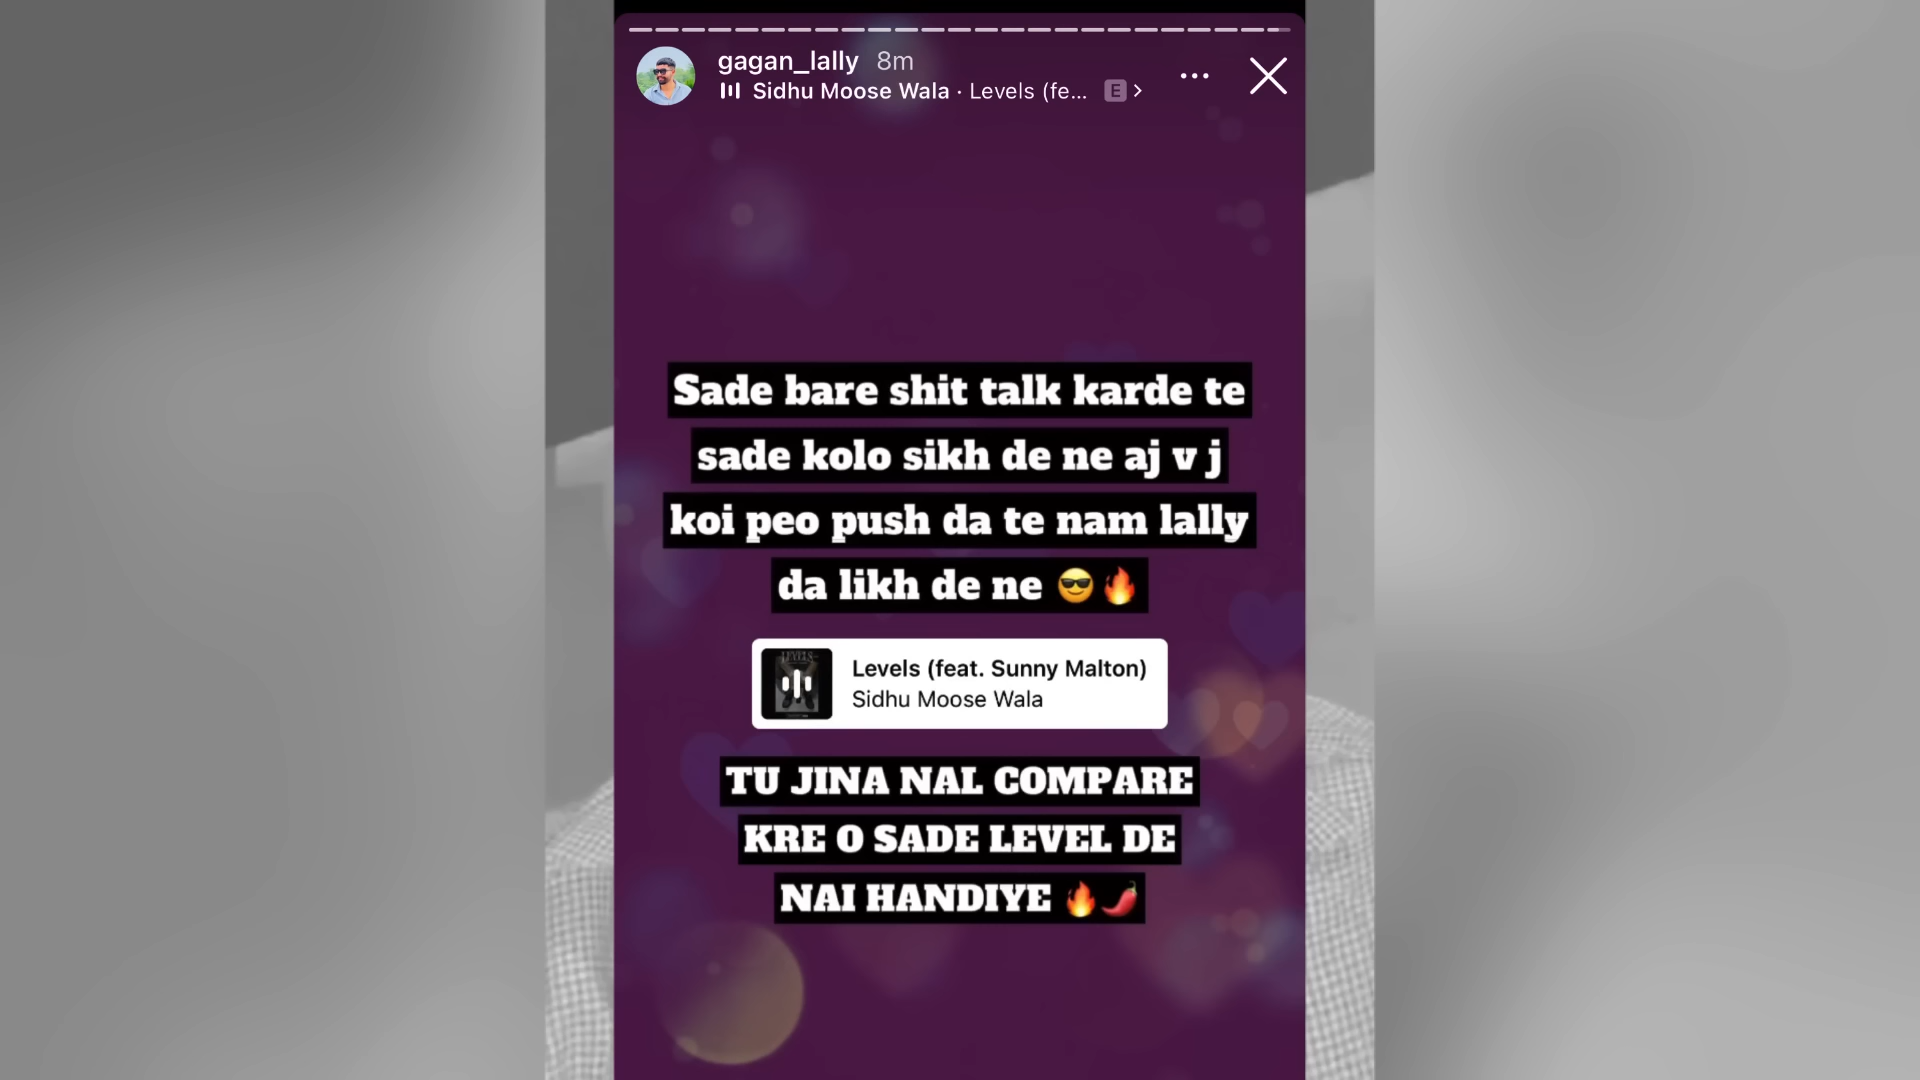 gagan_lally 8m
Sidhu Moose Wala · Levels (fe... E
Sade bare shit talk karde te
sade kolo sikh de ne aj v j
koi peo push da te nam lally
da likh de ne 😎🔥
Levels (feat. Sunny Malton)
Sidhu Moose Wala
TU JINA NAL COMPARE
KRE O SADE LEVEL DE
NAI HANDIYE 🔥🌶️